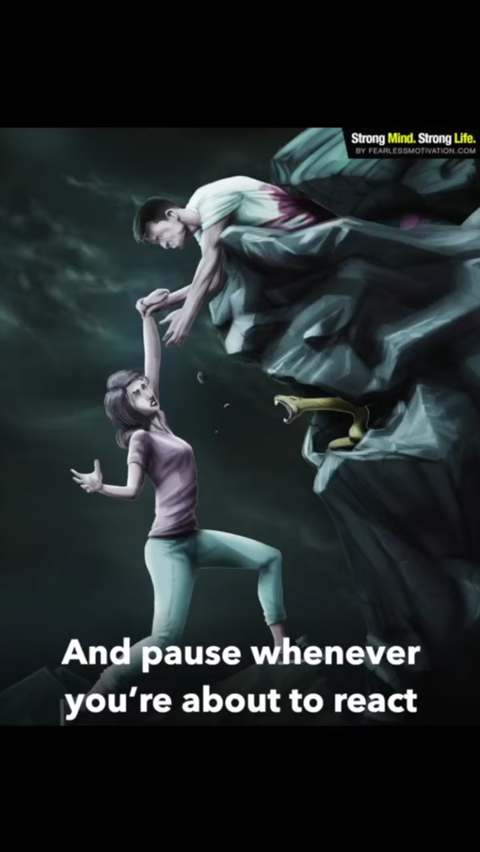 Strong Mind. Strong Life.
BY FEARLESSMOTIVATION.COM
And pause whenever
you’re about to react